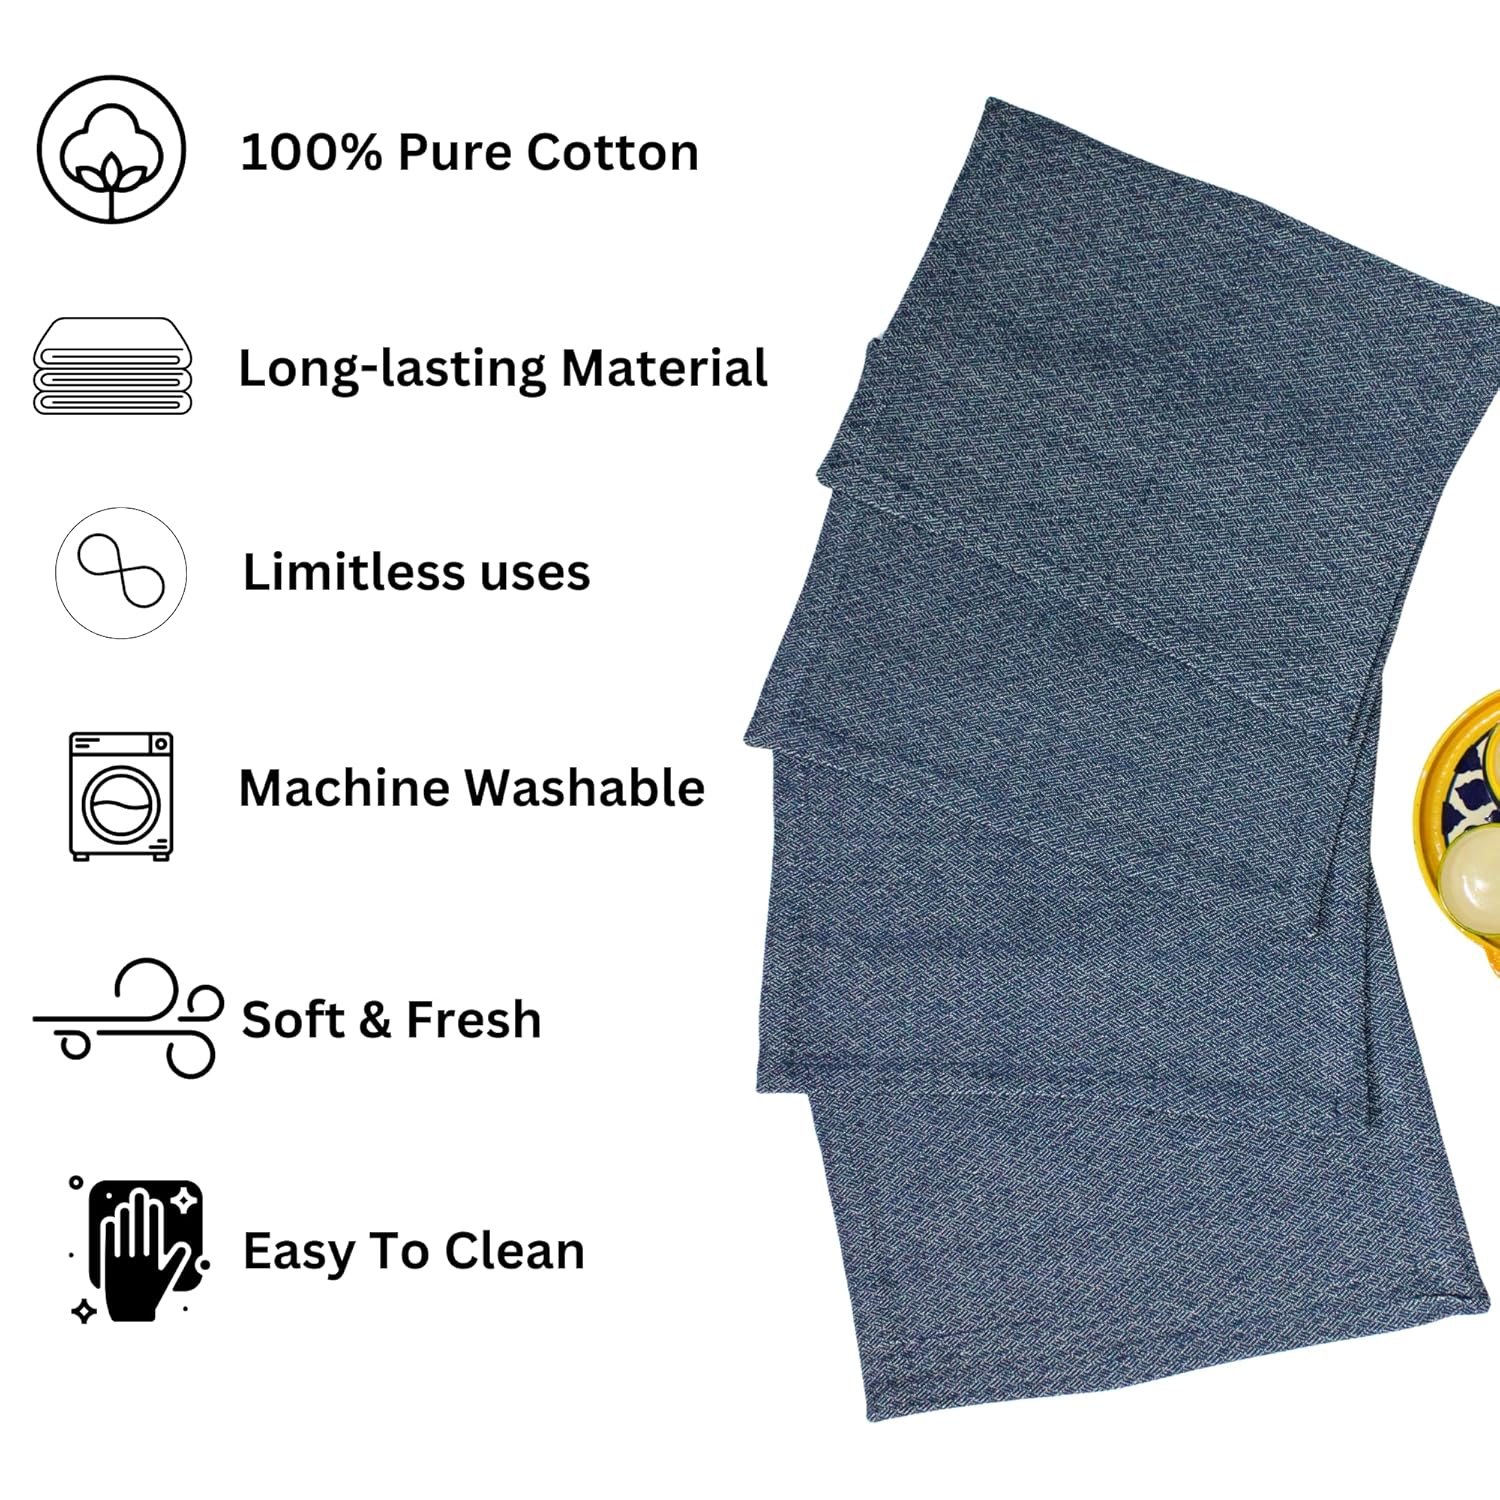 100% Pure Cotton
Long-lasting Material
Limitless uses
Machine Washable
Soft & Fresh
Easy To Clean